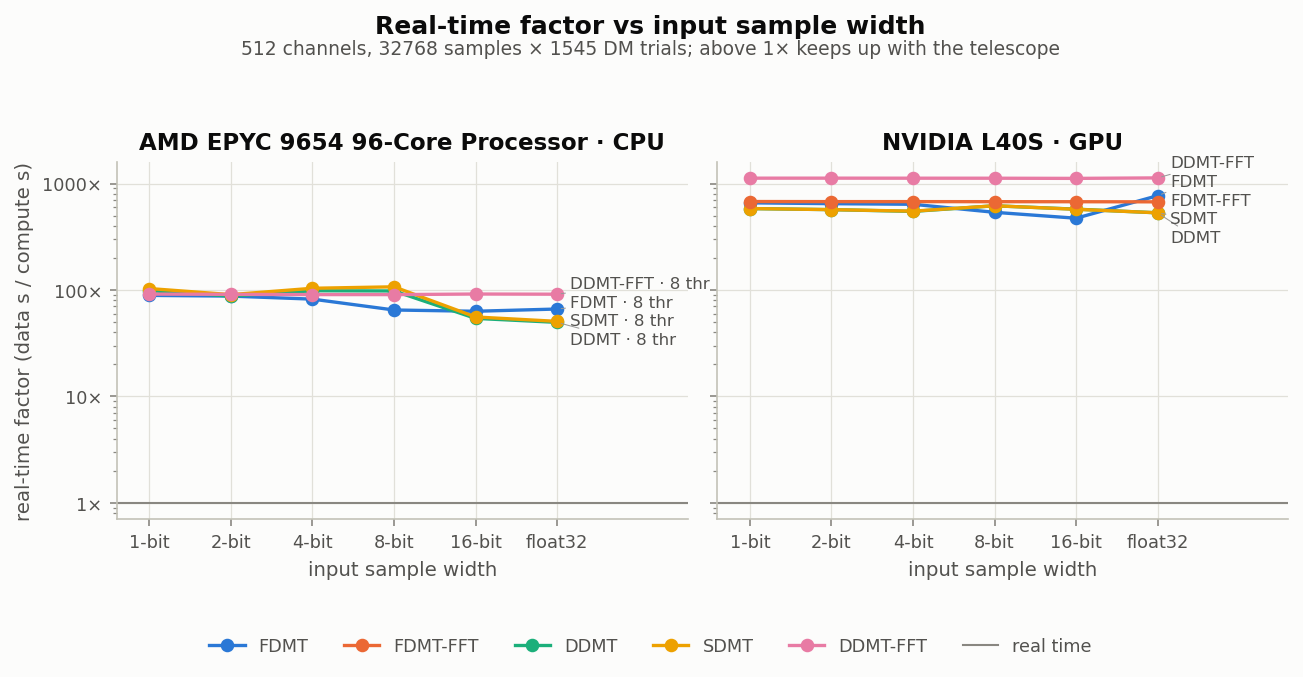 Real-time factor vs input sample width
512 channels, 32768 samples × 1545 DM trials; above 1× keeps up with the telescope
AMD EPYC 9654 96-Core Processor · CPU
NVIDIA L40S · GPU
real-time factor (data s / compute s)
1000×
100×
10×
1×
DDMT-FFT · 8 thr
FDMT · 8 thr
SDMT · 8 thr
DDMT · 8 thr
DDMT-FFT
FDMT
FDMT-FFT
SDMT
DDMT
1-bit 2-bit 4-bit 8-bit 16-bit float32
input sample width
1-bit 2-bit 4-bit 8-bit 16-bit float32
input sample width
FDMT FDMT-FFT DDMT SDMT DDMT-FFT real time